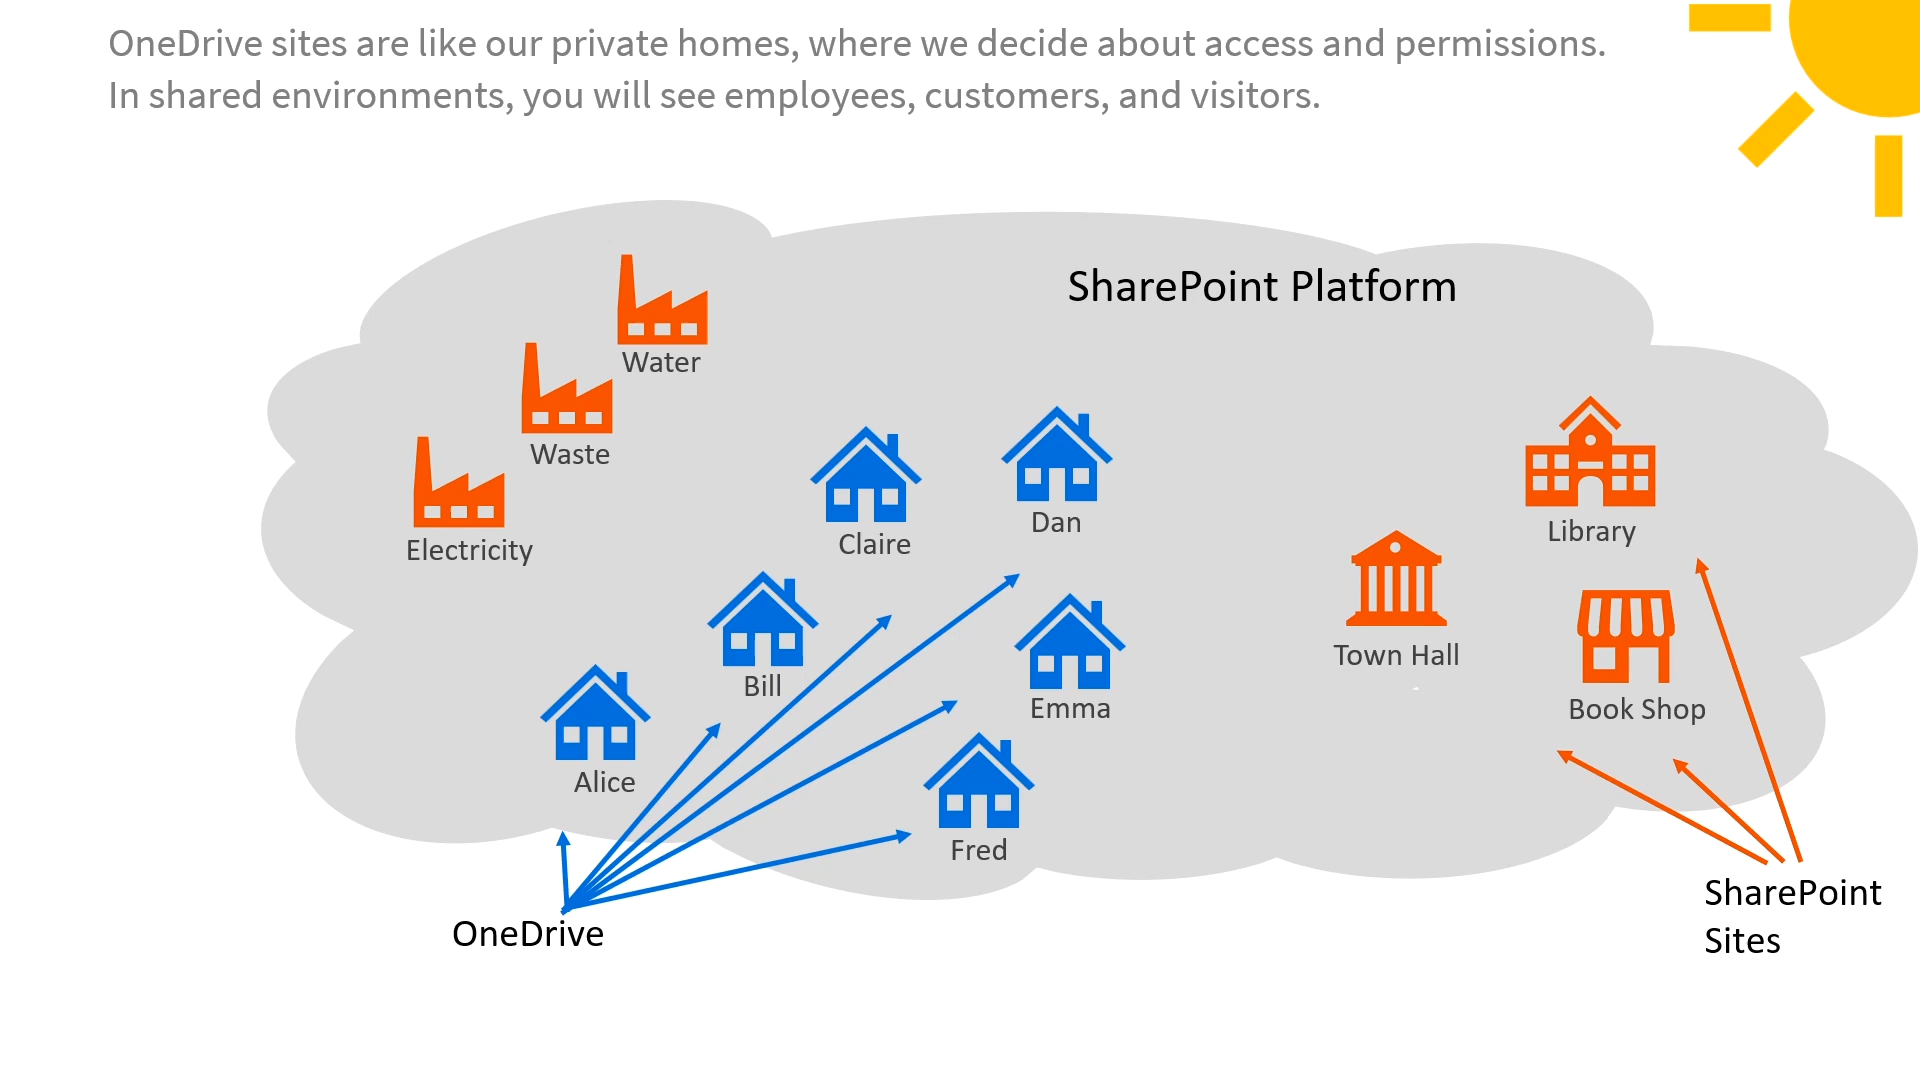 OneDrive sites are like our private homes, where we decide about access and permissions.
In shared environments, you will see employees, customers, and visitors.
SharePoint Platform
Water
Waste
Electricity
Claire
Dan
Library
Town Hall
Bill
Emma
Book Shop
Alice
Fred
OneDrive
SharePoint
Sites